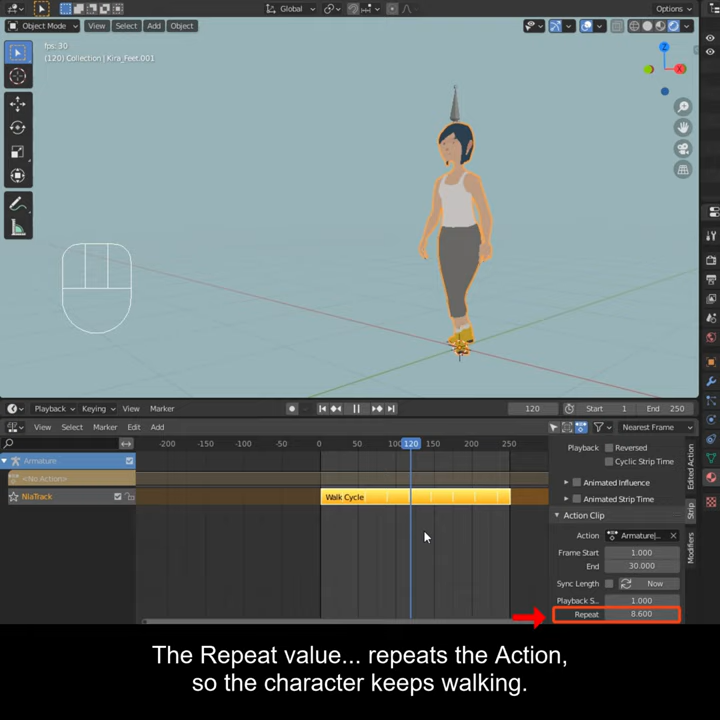 Global
Options
Object Mode
View
Select
Add
Object
fps: 30
(120) Collection | Kira_Feet.001
Z
X
Playback
Keying
View
Marker
120
Start
1
End
250
View
Select
Marker
Edit
Add
Nearest Frame
-200
-150
-100
-50
0
50
100
120
150
200
250
Armature
<No Action>
NlaTrack
Walk Cycle
Playback
Reversed
Cyclic Strip Time
Animated Influence
Animated Strip Time
Action Clip
Action
Armature|...
Frame Start
1.000
End
30.000
Sync Length
Now
Playback S...
1.000
Repeat
8.600
Edited Action
Strip
Modifiers
The Repeat value... repeats the Action,
so the character keeps walking.